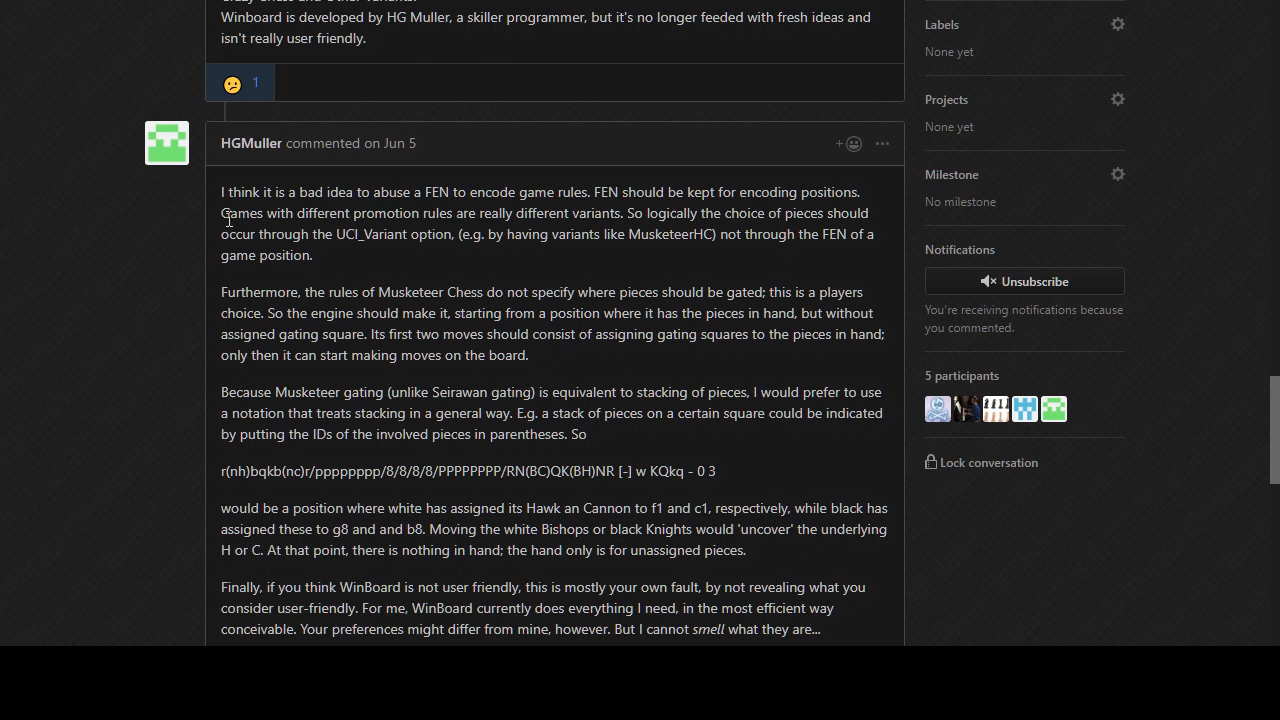 Winboard is developed by HG Muller, a skiller programmer, but it's no longer feeded with fresh ideas and
isn't really user friendly.
1
HGMuller commented on Jun 5
I think it is a bad idea to abuse a FEN to encode game rules. FEN should be kept for encoding positions.
Games with different promotion rules are really different variants. So logically the choice of pieces should
occur through the UCI_Variant option, (e.g. by having variants like MusketeerHC) not through the FEN of a
game position.
Furthermore, the rules of Musketeer Chess do not specify where pieces should be gated; this is a players
choice. So the engine should make it, starting from a position where it has the pieces in hand, but without
assigned gating square. Its first two moves should consist of assigning gating squares to the pieces in hand;
only then it can start making moves on the board.
Because Musketeer gating (unlike Seirawan gating) is equivalent to stacking of pieces, I would prefer to use
a notation that treats stacking in a general way. E.g. a stack of pieces on a certain square could be indicated
by putting the IDs of the involved pieces in parentheses. So
r(nh)bqkb(nc)r/pppppppp/8/8/8/8/PPPPPPPP/RN(BC)QK(BH)NR [-] w KQkq - 0 3
would be a position where white has assigned its Hawk an Cannon to f1 and c1, respectively, while black has
assigned these to g8 and and b8. Moving the white Bishops or black Knights would 'uncover' the underlying
H or C. At that point, there is nothing in hand; the hand only is for unassigned pieces.
Finally, if you think WinBoard is not user friendly, this is mostly your own fault, by not revealing what you
consider user-friendly. For me, WinBoard currently does everything I need, in the most efficient way
conceivable. Your preferences might differ from mine, however. But I cannot smell what they are...
Labels
None yet
Projects
None yet
Milestone
No milestone
Notifications
Unsubscribe
You're receiving notifications because
you commented.
5 participants
Lock conversation